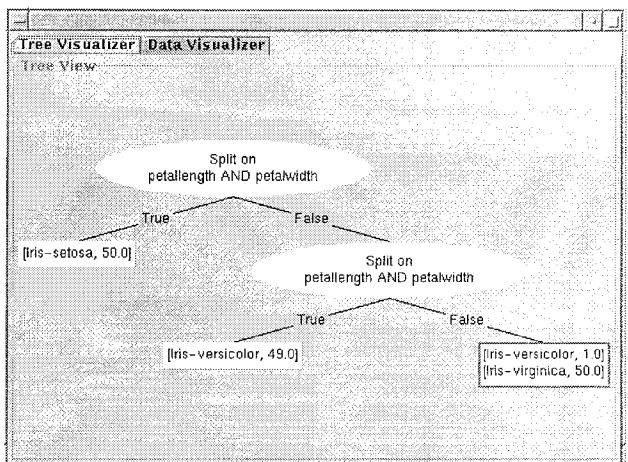 Tree Visualizer Data Visualizer
Tree View
Split on
petallength AND petalwidth
True
False
[Iris-setosa, 50.0]
Split on
petallength AND petalwidth
True
False
[Iris-versicolor, 49.0]
[Iris-versicolor, 1.0]
[Iris-virginica, 50.0]